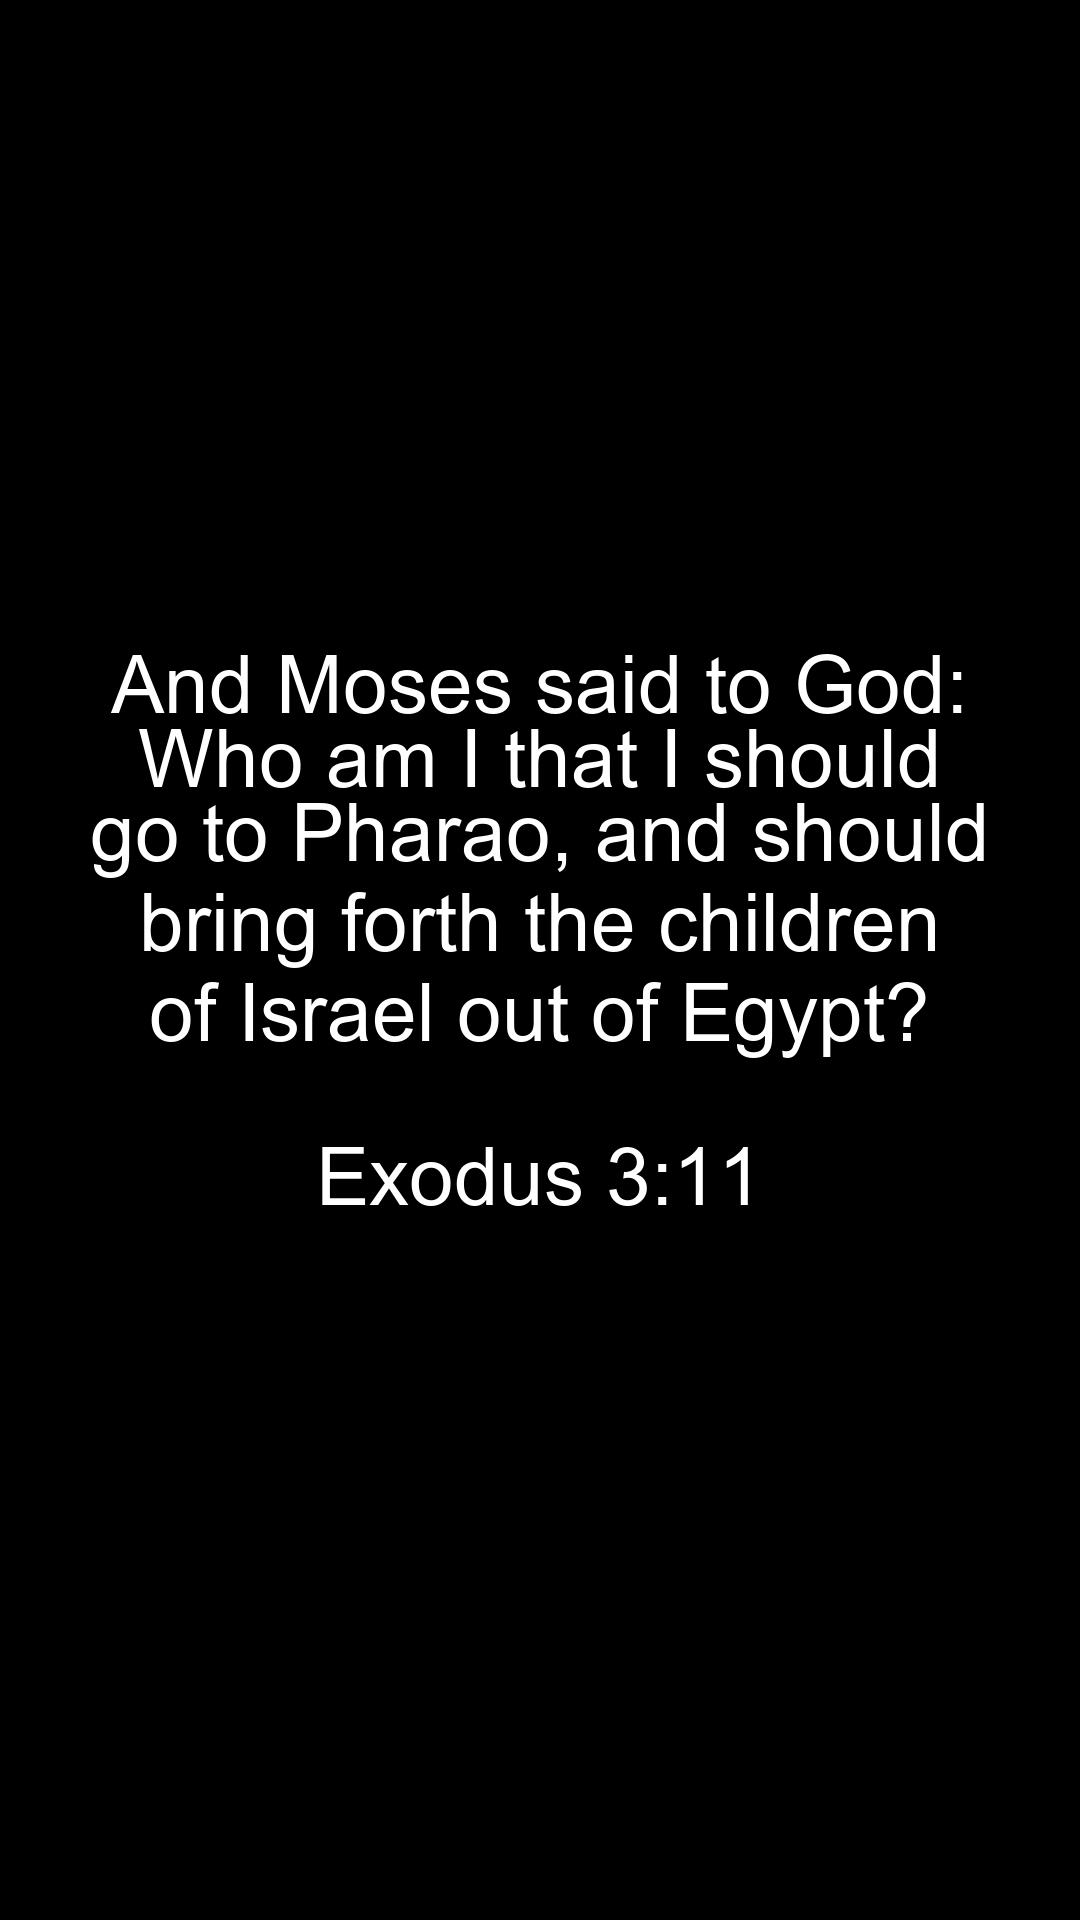 And Moses said to God:
Who am I that I should
go to Pharao, and should
bring forth the children
of Israel out of Egypt?
Exodus 3:11